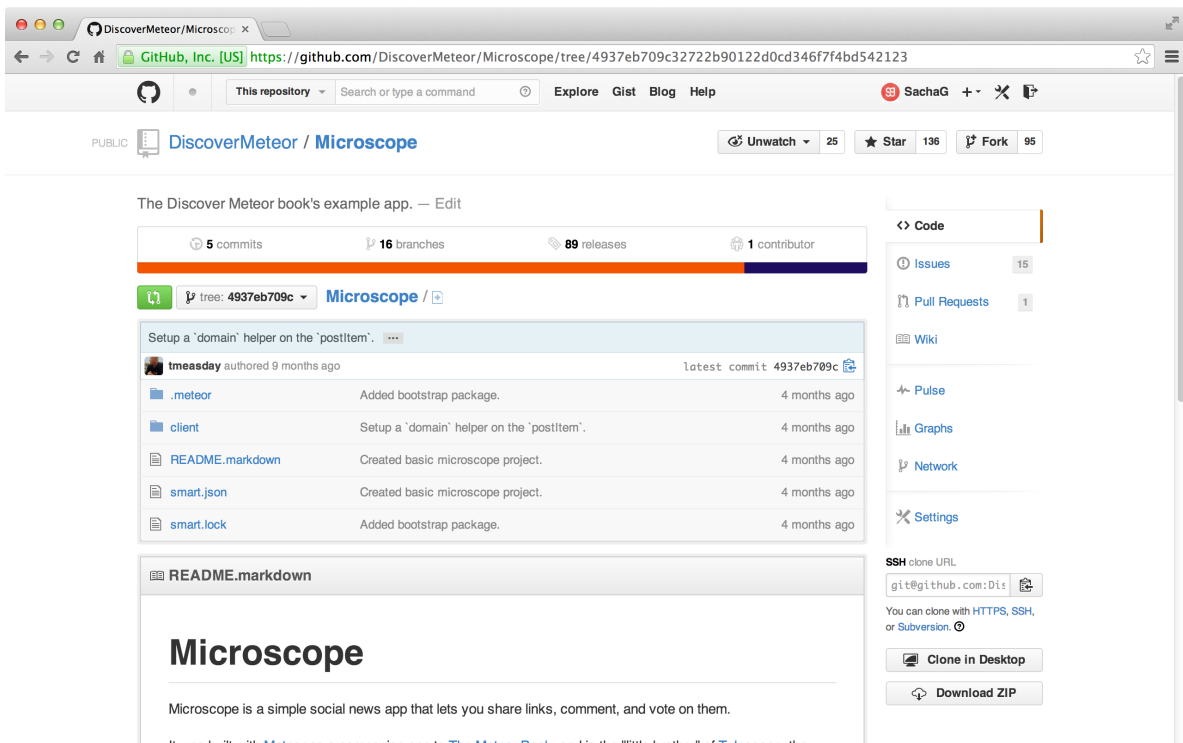 DiscoverMeteor/Microscop
GitHub, Inc. [US] https://github.com/DiscoverMeteor/Microscope/tree/4937eb709c32722b90122d0cd346f7f4bd542123
This repository Search or type a command Explore Gist Blog Help SachaG
PUBLIC DiscoverMeteor / Microscope Unwatch 25 Star 136 Fork 95
The Discover Meteor book's example app. — Edit
5 commits 16 branches 89 releases 1 contributor
tree: 4937eb709c Microscope /
Setup a `domain` helper on the `postItem`.
tmeasday authored 9 months ago latest commit 4937eb709c
.meteor Added bootstrap package. 4 months ago
client Setup a `domain` helper on the `postItem`. 4 months ago
README.markdown Created basic microscope project. 4 months ago
smart.json Created basic microscope project. 4 months ago
smart.lock Added bootstrap package. 4 months ago
Code
Issues 15
Pull Requests 1
Wiki
Pulse
Graphs
Network
Settings
SSH clone URL
git@github.com:Dis
You can clone with HTTPS, SSH,
or Subversion.
Clone in Desktop
Download ZIP
README.markdown
Microscope
Microscope is a simple social news app that lets you share links, comment, and vote on them.